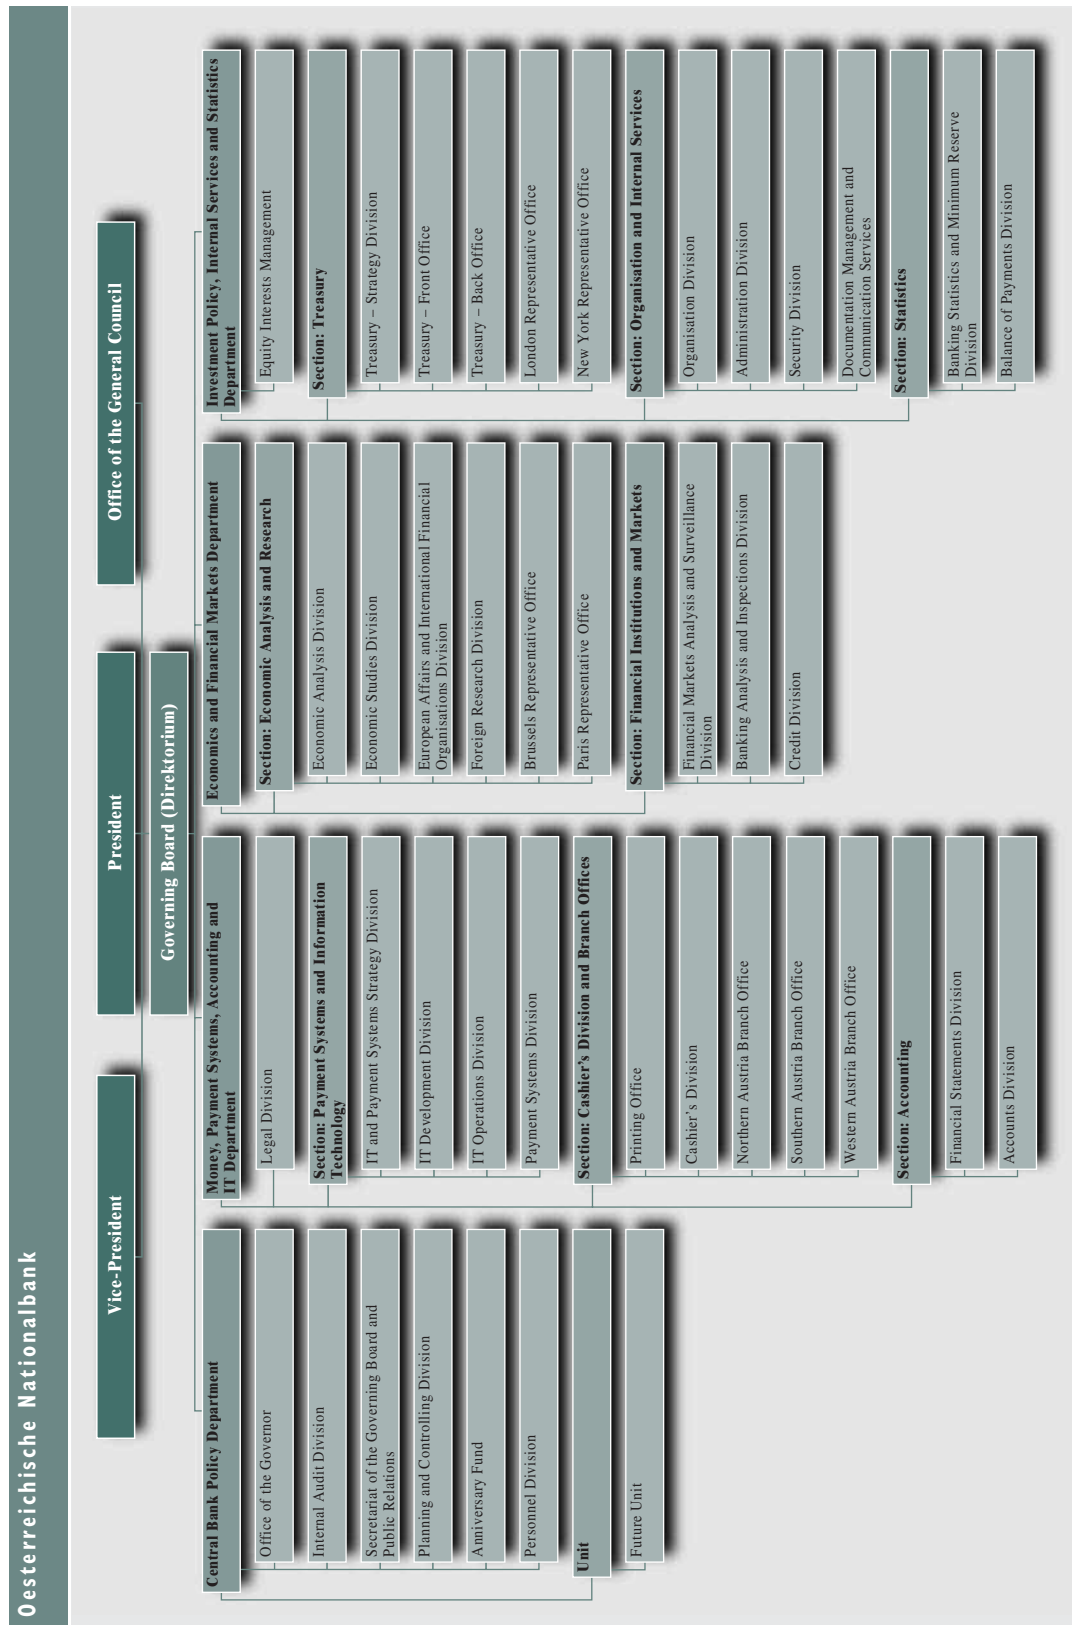 Oesterreichische Nationalbank
Vice-President
President
Office of the General Council
Governing Board (Direktorium)
Central Bank Policy Department
Office of the Governor
Internal Audit Division
Secretariat of the Governing Board and
Public Relations
Planning and Controlling Division
Anniversary Fund
Personnel Division
Unit
Future Unit
Money, Payment Systems, Accounting and
IT Department
Legal Division
Section: Payment Systems and Information
Technology
IT and Payment Systems Strategy Division
IT Development Division
IT Operations Division
Payment Systems Division
Section: Cashier's Division and Branch Offices
Printing Office
Cashier's Division
Northern Austria Branch Office
Southern Austria Branch Office
Western Austria Branch Office
Section: Accounting
Financial Statements Division
Accounts Division
Economics and Financial Markets Department
Section: Economic Analysis and Research
Economic Analysis Division
Economic Studies Division
European Affairs and International Financial
Organisations Division
Foreign Research Division
Brussels Representative Office
Paris Representative Office
Section: Financial Institutions and Markets
Financial Markets Analysis and Surveillance
Division
Banking Analysis and Inspections Division
Credit Division
Investment Policy, Internal Services and Statistics
Department
Equity Interests Management
Section: Treasury
Treasury – Strategy Division
Treasury – Front Office
Treasury – Back Office
London Representative Office
New York Representative Office
Section: Organisation and Internal Services
Organisation Division
Administration Division
Security Division
Documentation Management and
Communication Services
Section: Statistics
Banking Statistics and Minimum Reserve
Division
Balance of Payments Division